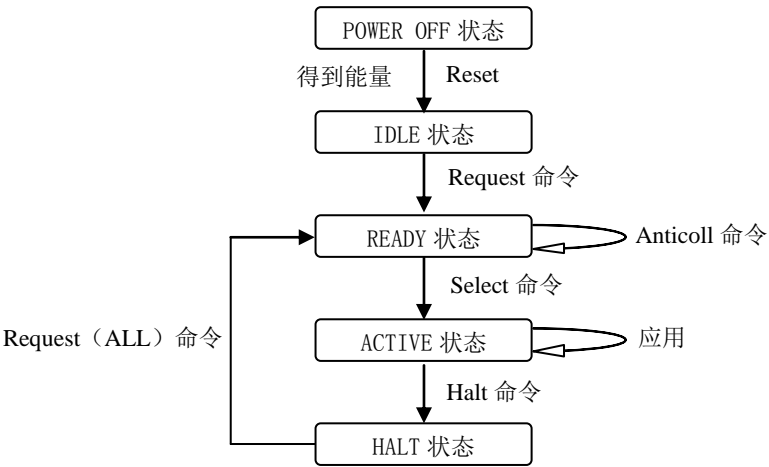 POWER OFF 状态
得到能量 Reset
IDLE 状态
Request 命令
READY 状态
Anticoll 命令
Select 命令
Request（ALL）命令
ACTIVE 状态
应用
Halt 命令
HALT 状态